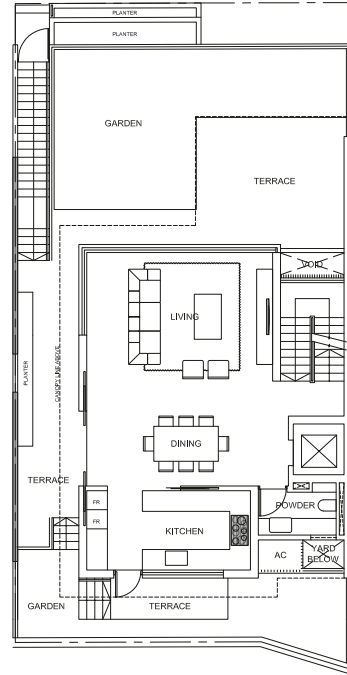 PLANTER
PLANTER
GARDEN
TERRACE
VOID
LIVING
CANOPY LINE ABOVE
PLANTER
DINING
TERRACE
FR
FR
POWDER
KITCHEN
AC
YARD
BELOW
GARDEN
TERRACE